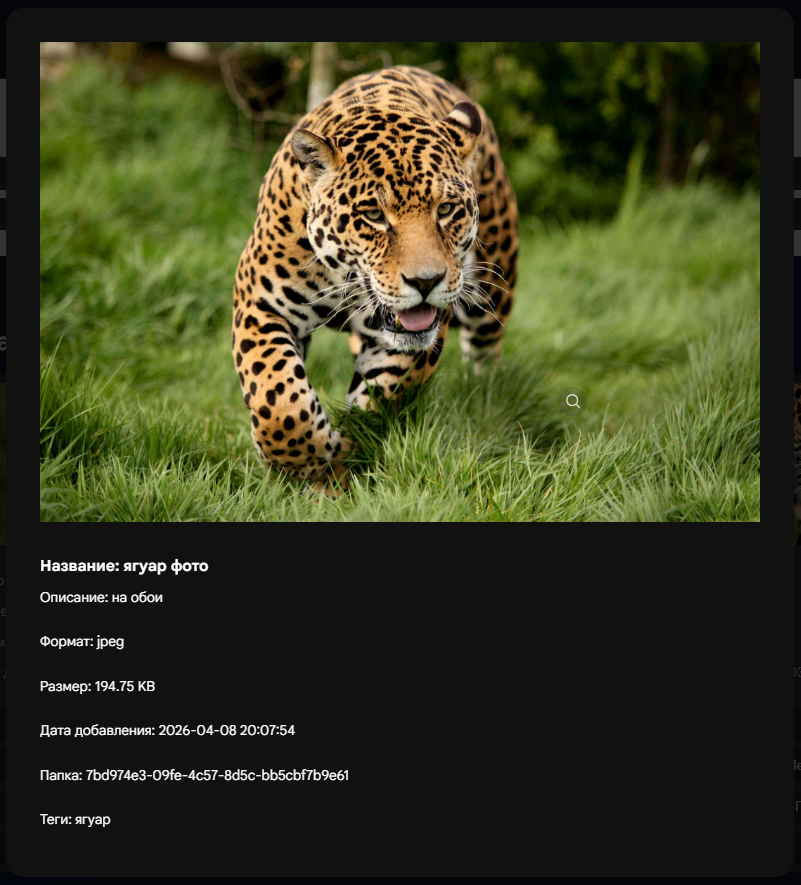 Название: ягуар фото
Описание: на обои
Формат: jpeg
Размер: 194.75 KB
Дата добавления: 2026-04-08 20:07:54
Папка: 7bd974e3-09fe-4c57-8d5c-bb5cbf7b9e61
Теги: ягуар